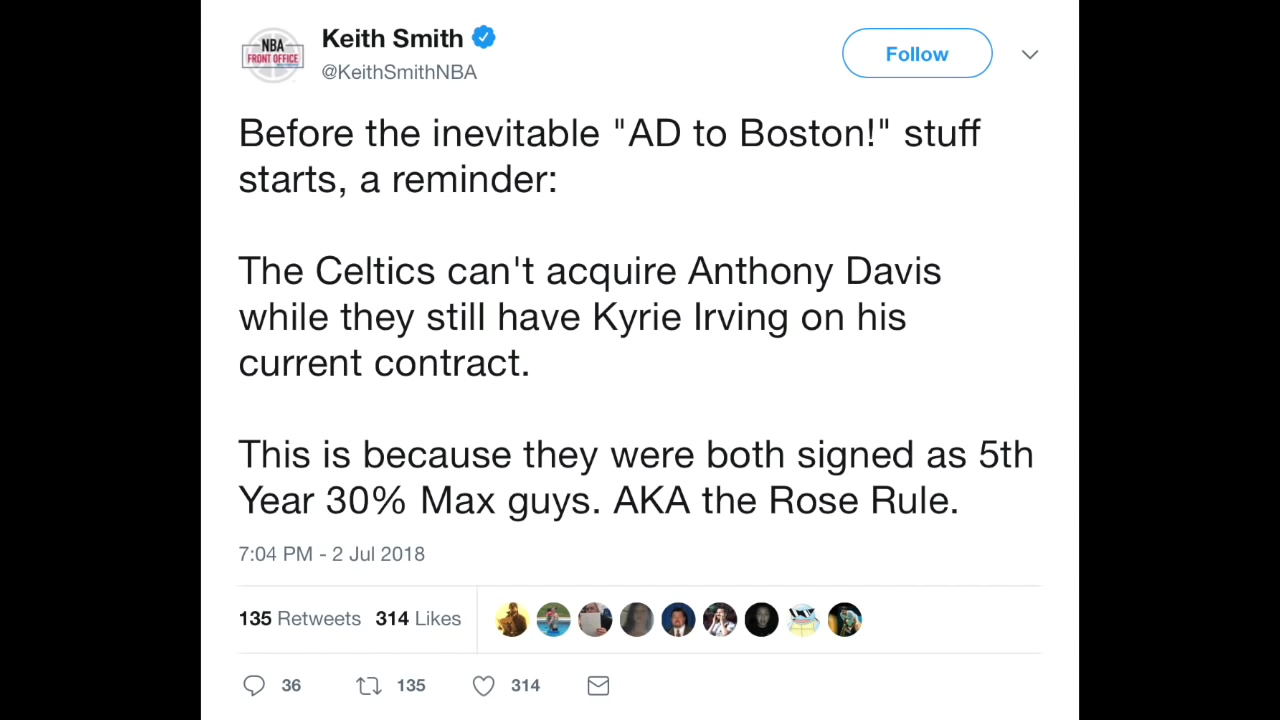 NBA
FRONT OFFICE
Keith Smith
@KeithSmithNBA
Follow
Before the inevitable "AD to Boston!" stuff
starts, a reminder:
The Celtics can't acquire Anthony Davis
while they still have Kyrie Irving on his
current contract.
This is because they were both signed as 5th
Year 30% Max guys. AKA the Rose Rule.
7:04 PM - 2 Jul 2018
135 Retweets 314 Likes
36 135 314